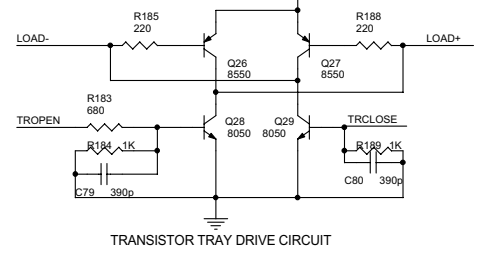 R185
220
R188
220
LOAD-
LOAD+
Q26
8550
Q27
8550
R183
680
TROPEN
Q28
8050
Q29
8050
TRCLOSE
R184 1K
R189 1K
C79 390p
C80 390p
TRANSISTOR TRAY DRIVE CIRCUIT